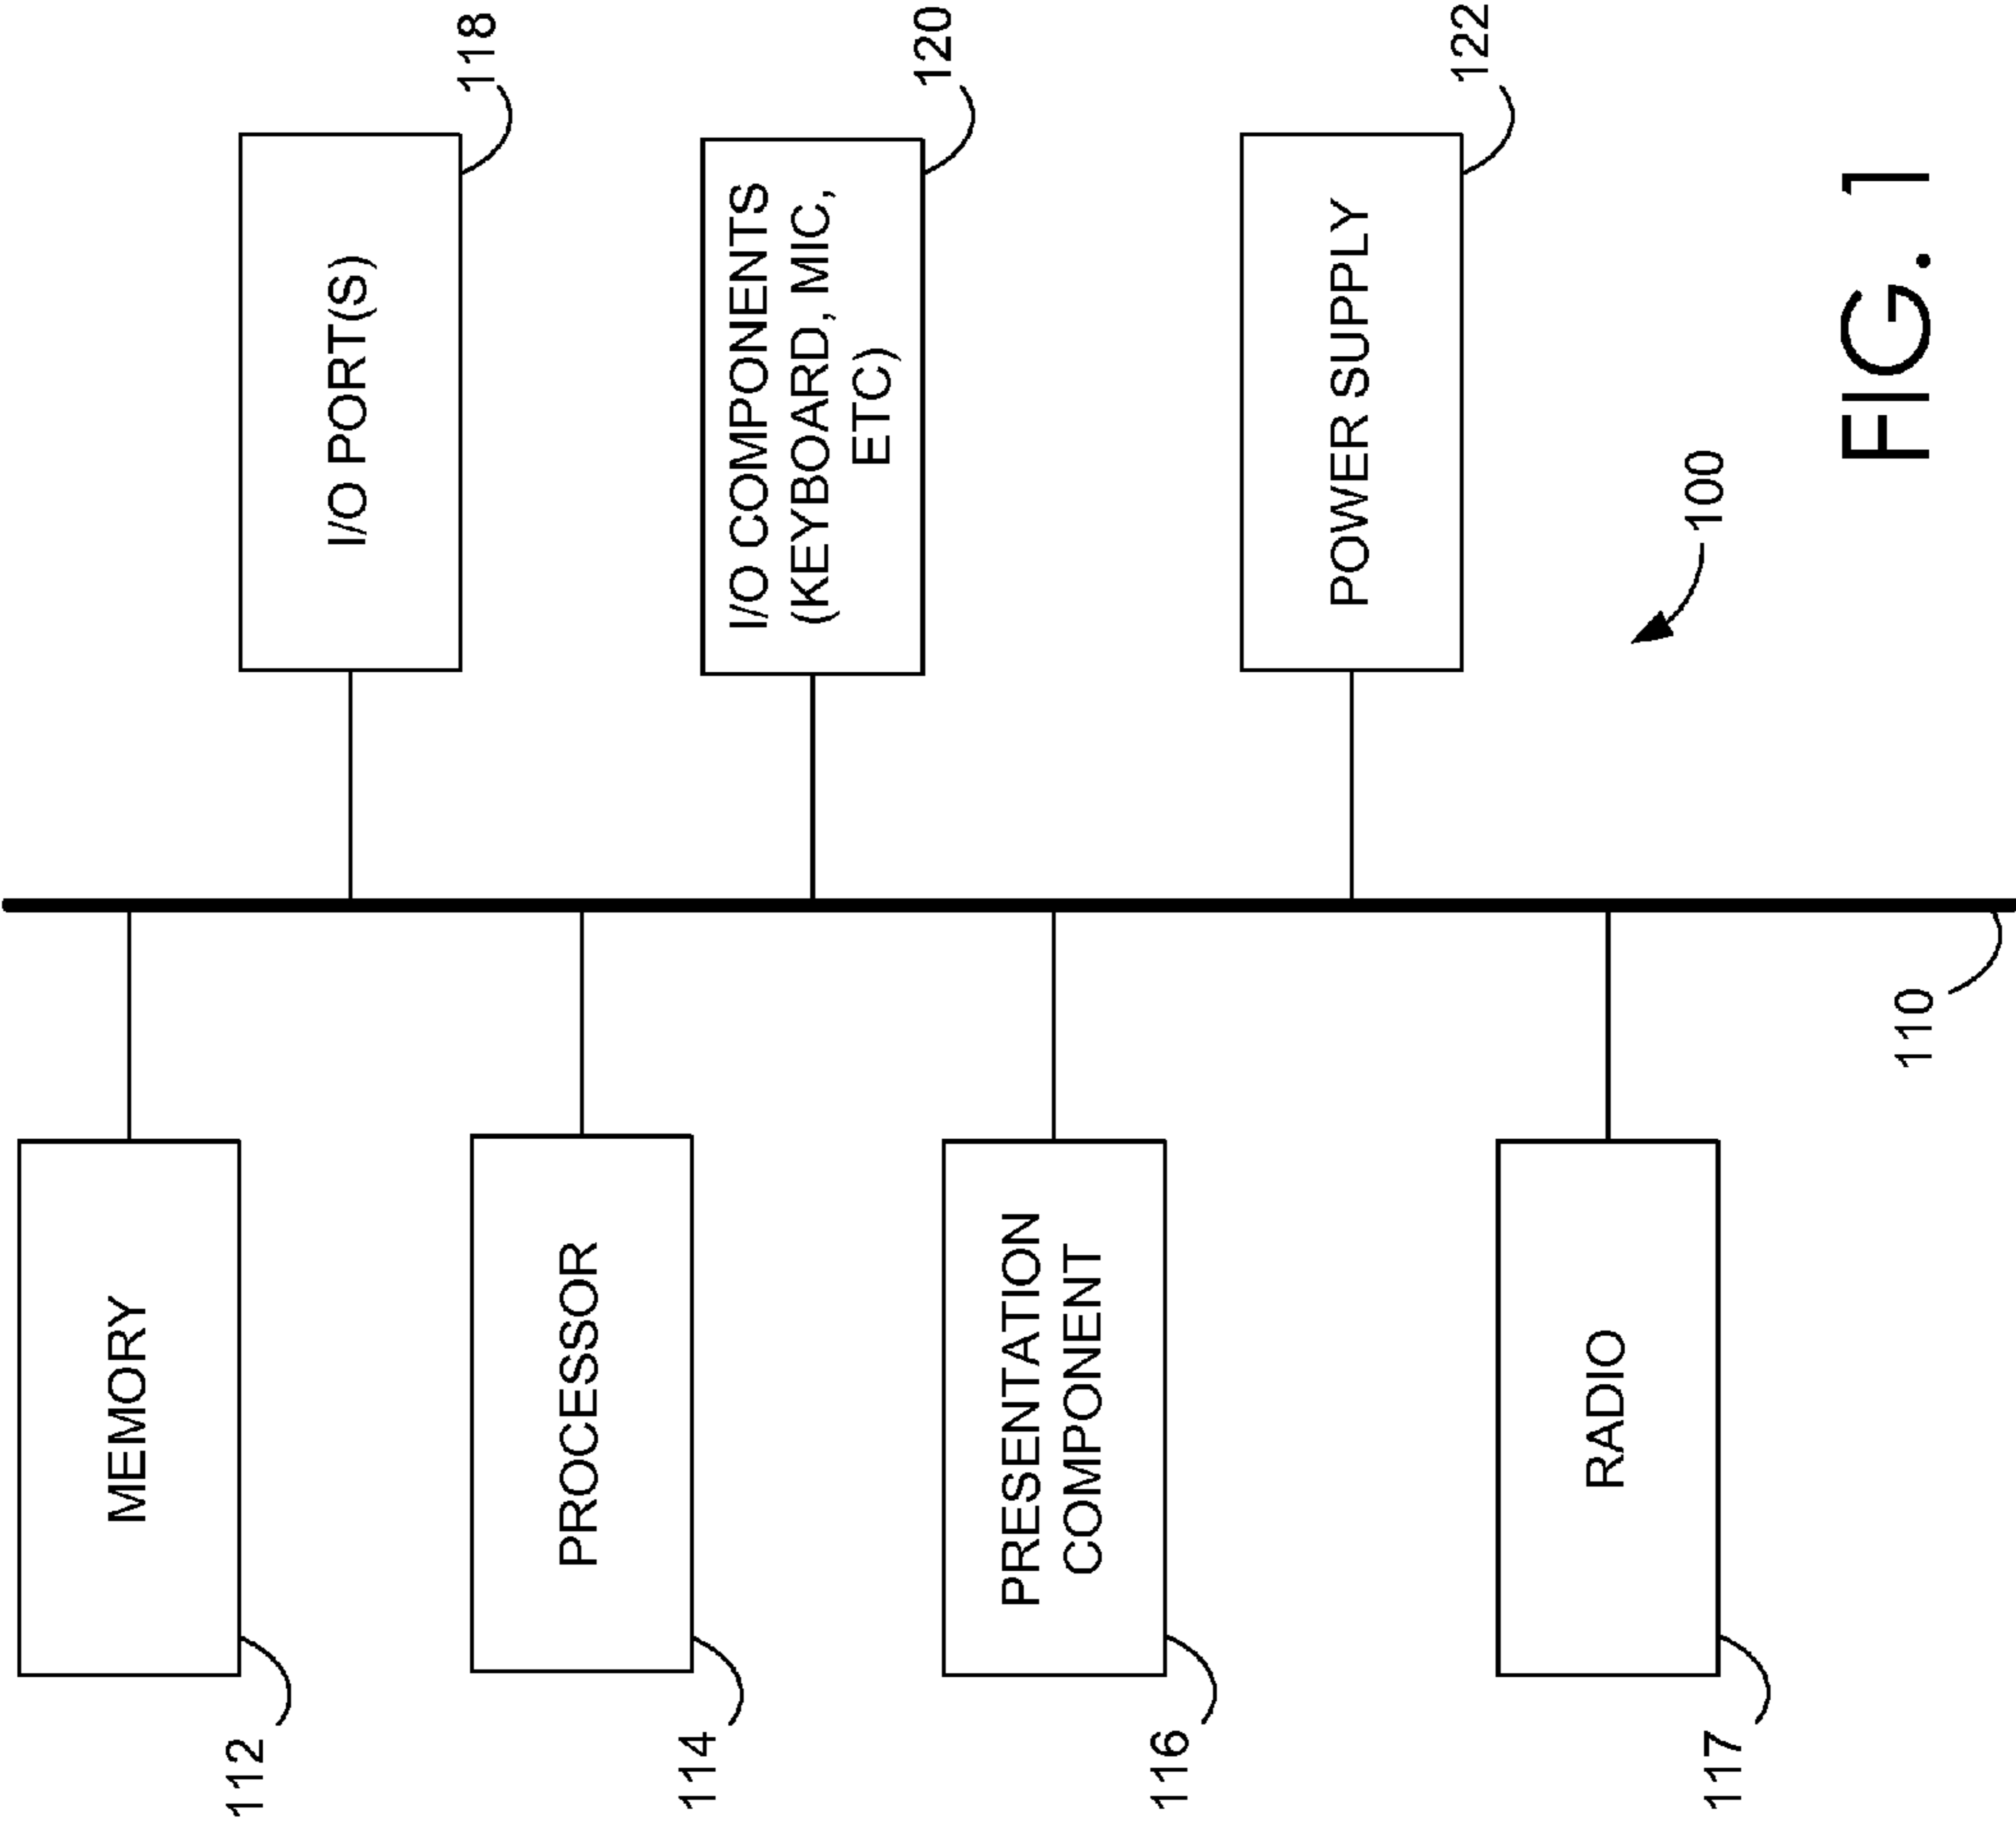 MEMORY
112
PROCESSOR
114
PRESENTATION
COMPONENT
116
RADIO
117
110
I/O PORT(S)
118
I/O COMPONENTS
(KEYBOARD, MIC,
ETC)
120
POWER SUPPLY
122
100
FIG. 1